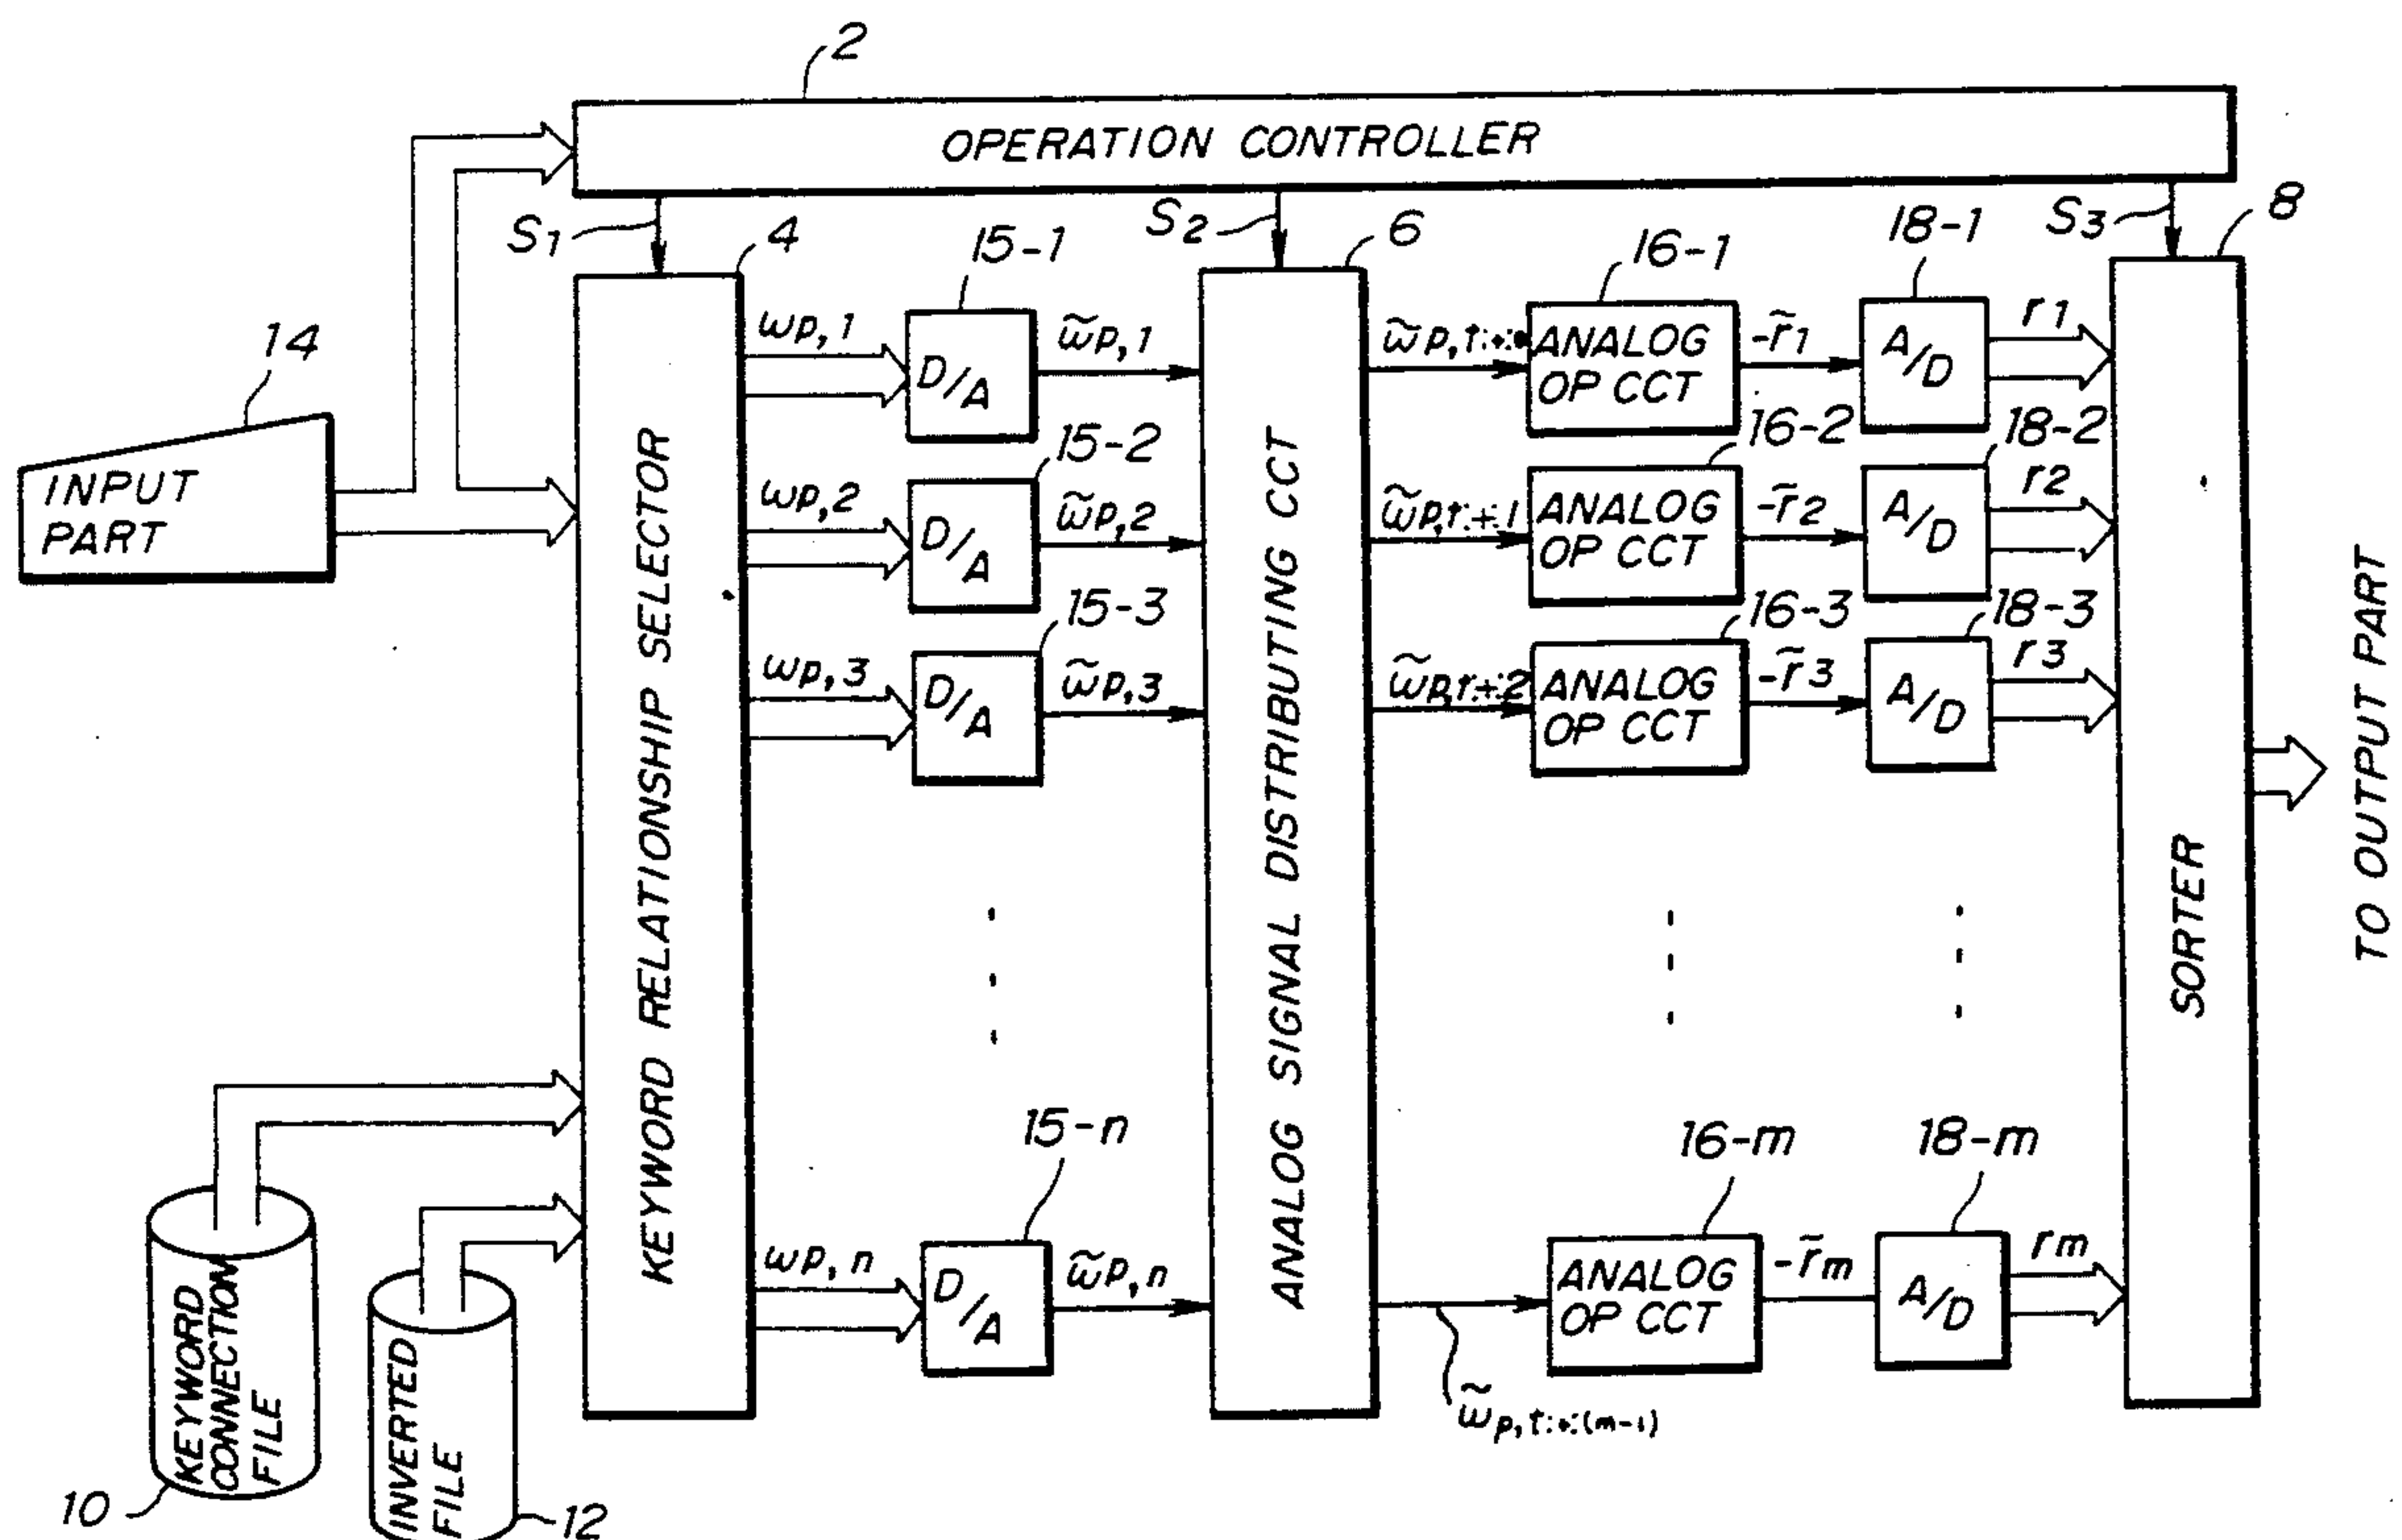 2
OPERATION CONTROLLER
S1
S2
S3
4
6
8
14
INPUT
PART
KEYWORD RELATIONSHIP SELECTOR
ωp,1
15-1
D/A
ω̃p,1
ωp,2
15-2
D/A
ω̃p,2
ωp,3
15-3
D/A
ω̃p,3
ωp,n
15-n
D/A
ω̃p,n
ANALOG SIGNAL DISTRIBUTING CCT
16-1
ANALOG
OP CCT
-r̃1
18-1
A/D
r1
ω̃p,t∔1
16-2
ANALOG
OP CCT
-r̃2
18-2
A/D
r2
ω̃p,t∔2
16-3
ANALOG
OP CCT
-r̃3
18-3
A/D
r3
ω̃p,t∔(m-1)
16-m
ANALOG
OP CCT
-r̃m
18-m
A/D
rm
SORTER
TO OUTPUT PART
KEYWORD
CONNECTION
FILE
10
INVERTED
FILE
12